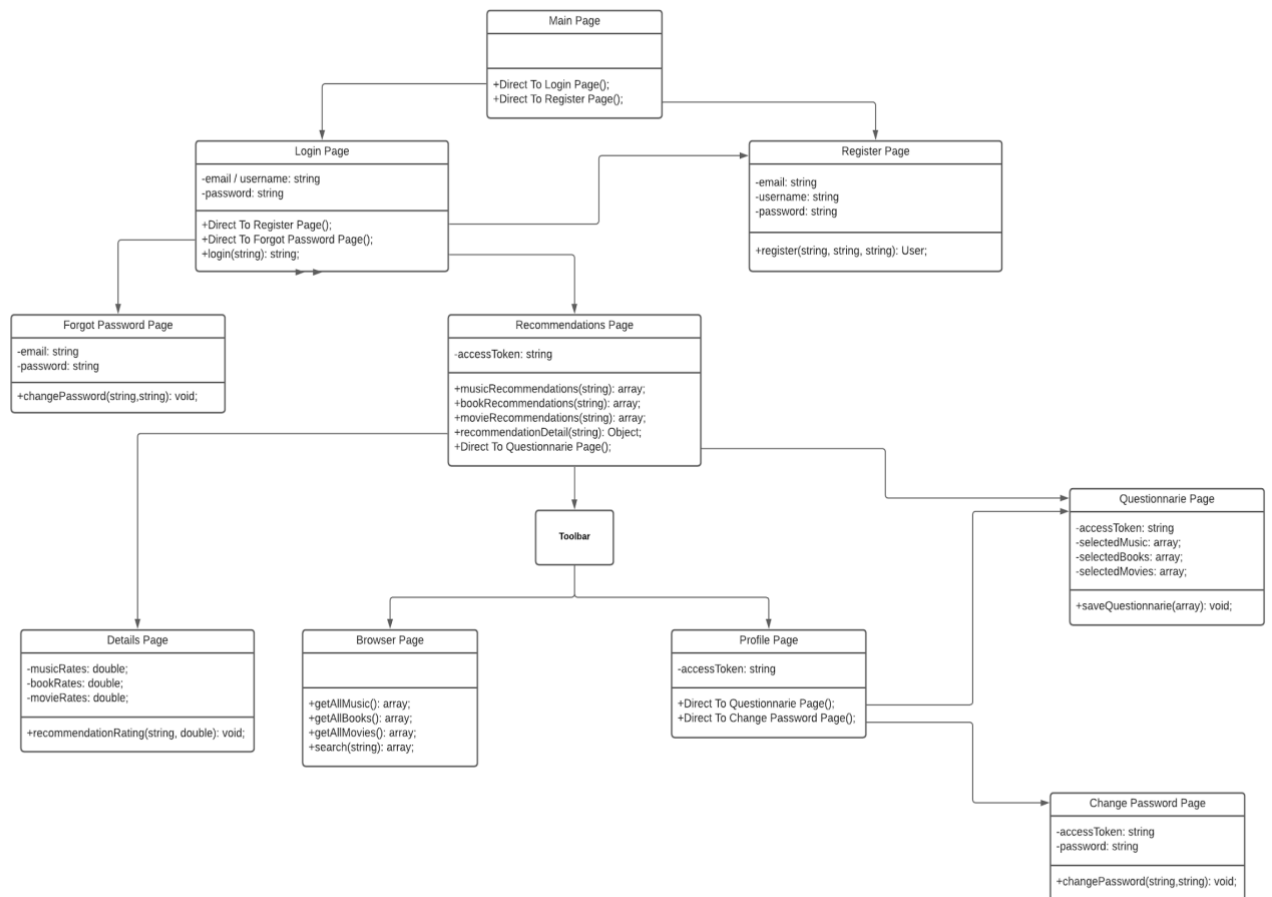 Main Page
+Direct To Login Page();
+Direct To Register Page();
Login Page
-email / username: string
-password: string
+Direct To Register Page();
+Direct To Forgot Password Page();
+login(string): string;
Register Page
-email: string
-username: string
-password: string
+register(string, string, string): User;
Forgot Password Page
-email: string
-password: string
+changePassword(string,string): void;
Recommendations Page
-accessToken: string
+musicRecommendations(string): array;
+bookRecommendations(string): array;
+movieRecommendations(string): array;
+recommendationDetail(string): Object;
+Direct To Questionnarie Page();
Toolbar
Questionnarie Page
-accessToken: string
-selectedMusic: array;
-selectedBooks: array;
-selectedMovies: array;
+saveQuestionnarie(array): void;
Details Page
-musicRates: double;
-bookRates: double;
-movieRates: double;
+recommendationRating(string, double): void;
Browser Page
+getAllMusic(): array;
+getAllBooks(): array;
+getAllMovies(): array;
+search(string): array;
Profile Page
-accessToken: string
+Direct To Questionnarie Page();
+Direct To Change Password Page();
Change Password Page
-accessToken: string
-password: string
+changePassword(string,string): void;